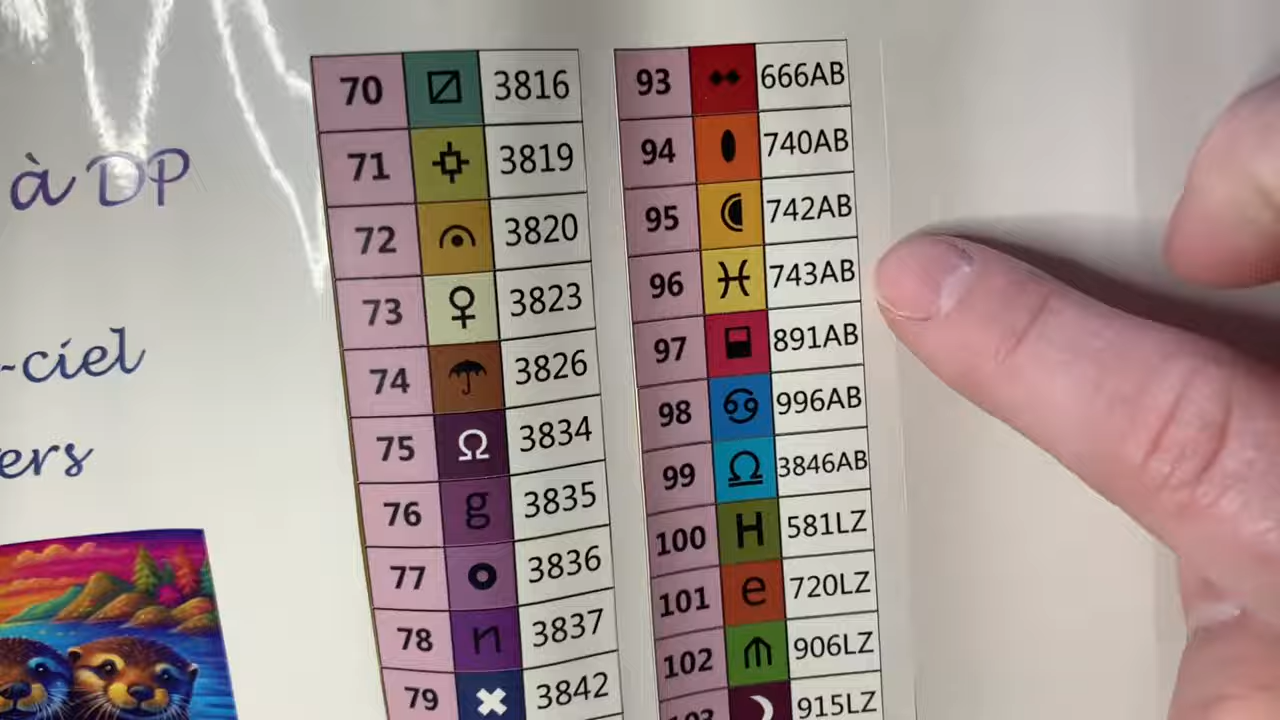 à DP
-ciel
ers
70 3816
71 3819
72 3820
73 ♀ 3823
74 3826
75 Ω 3834
76 g 3835
77 3836
78 n 3837
79 3842
93 666AB
94 740AB
95 742AB
96 ♓ 743AB
97 891AB
98 ♋ 996AB
99 ♎ 3846AB
100 H 581LZ
101 e 720LZ
102 906LZ
103 915LZ